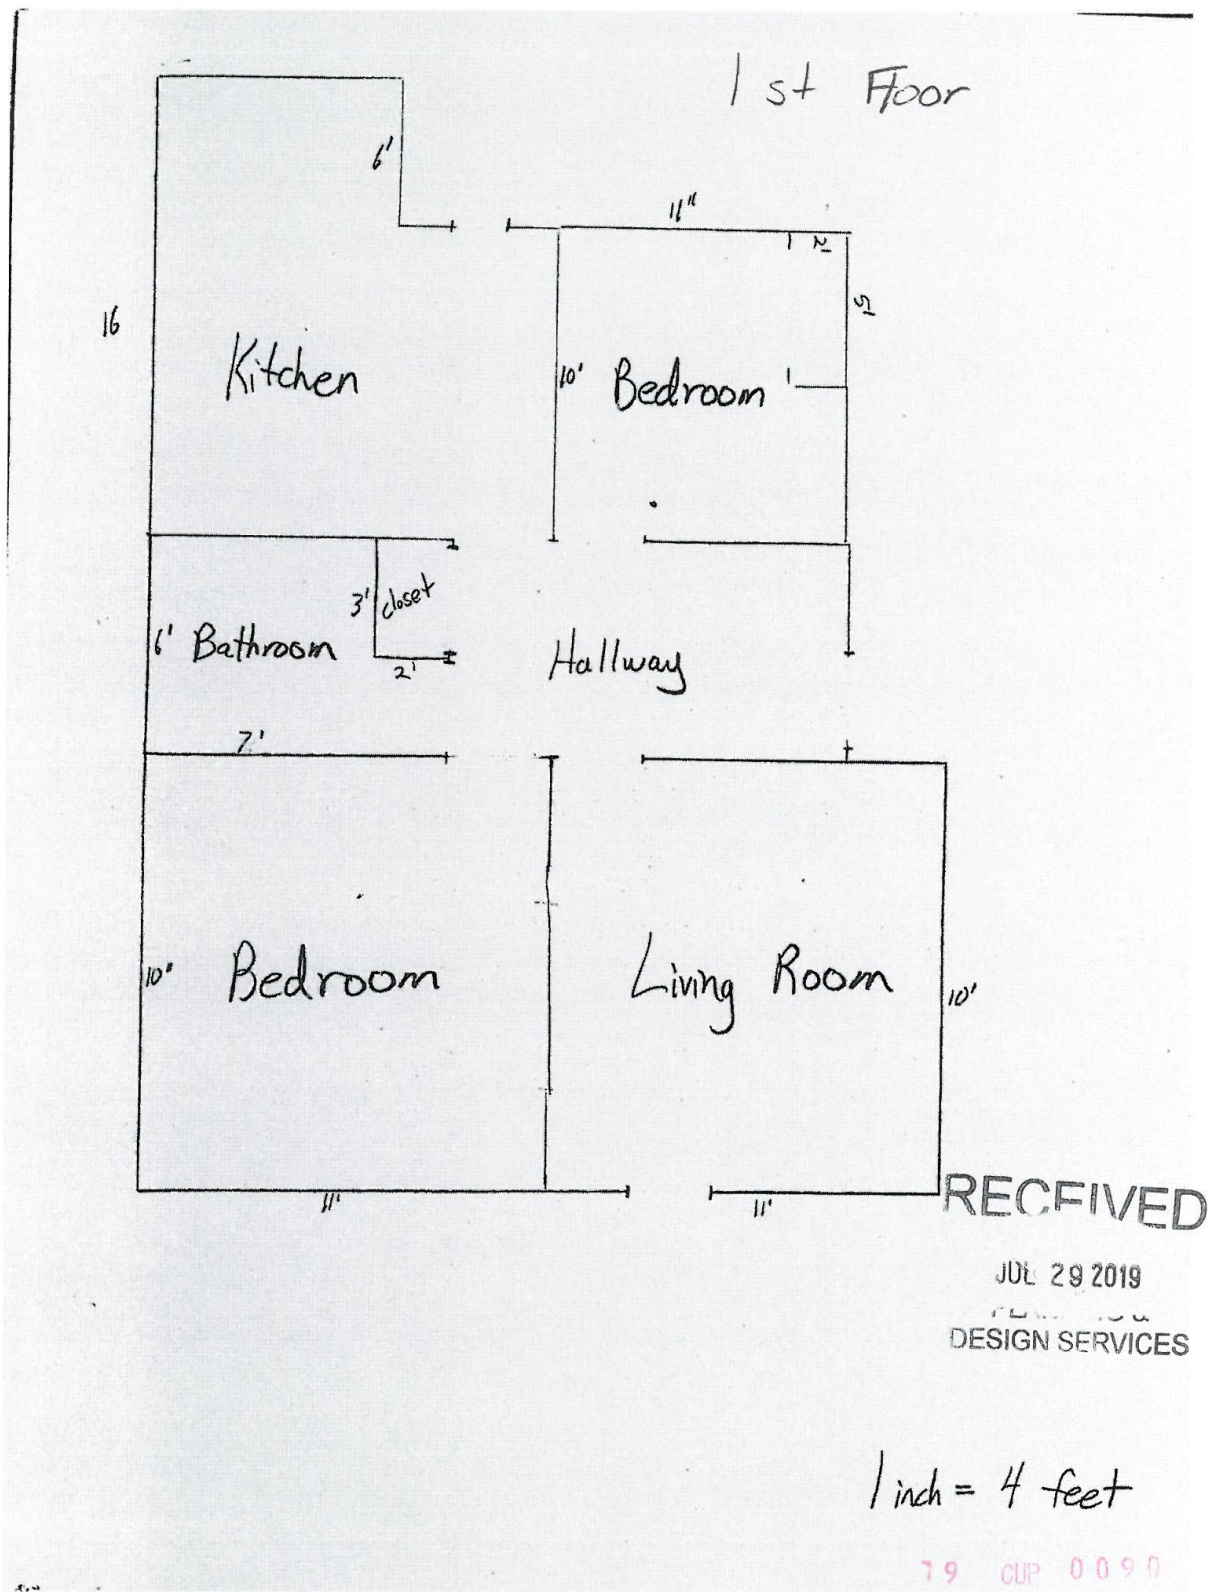 1st Floor
6'
11"
2'
5'
16
Kitchen
10'
Bedroom
3'
closet
6'
Bathroom
2'
Hallway
7'
10"
Bedroom
Living Room
10'
11'
11'
RECEIVED
JUL 29 2019
DESIGN SERVICES
1 inch = 4 feet
19 CUP 0090